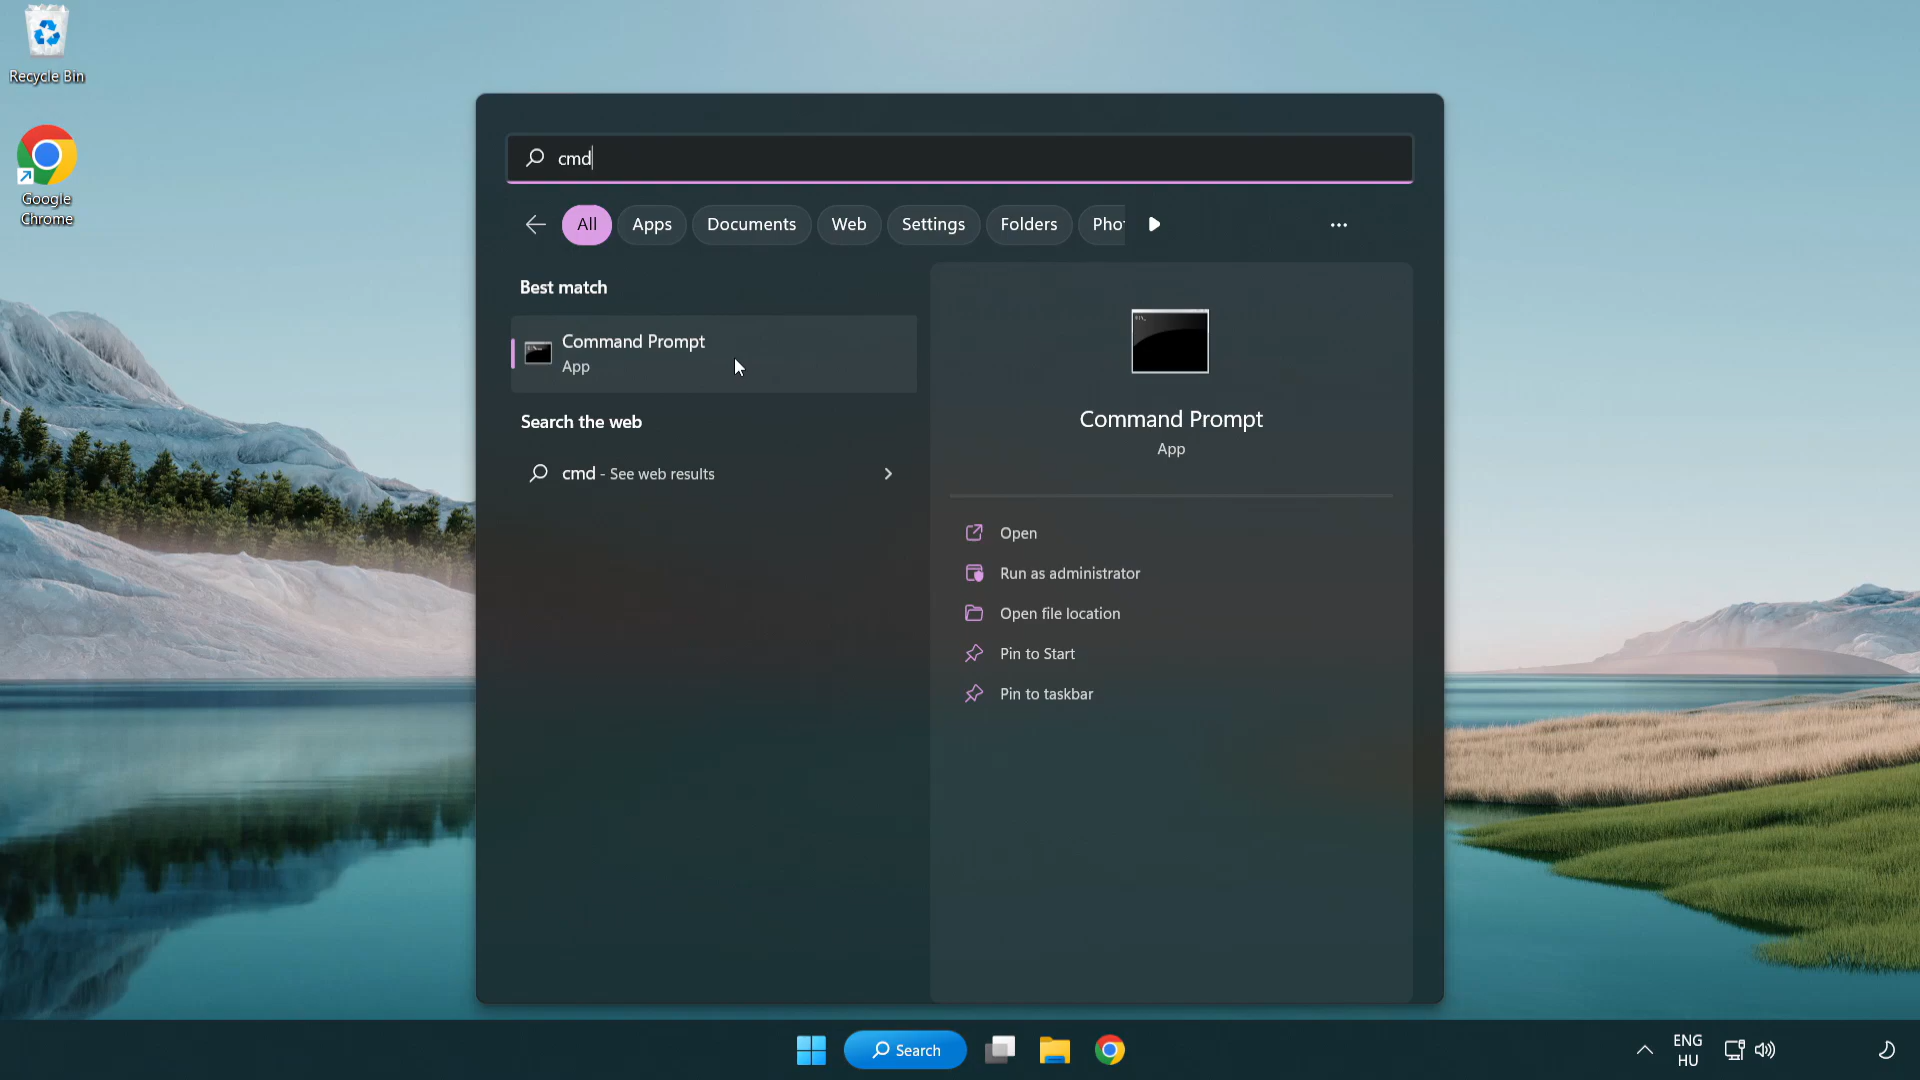 Recycle Bin
Google
Chrome
cmd
All
Apps
Documents
Web
Settings
Folders
Pho
Best match
Command Prompt
App
Search the web
cmd - See web results
Command Prompt
App
Open
Run as administrator
Open file location
Pin to Start
Pin to taskbar
Search
ENG
HU